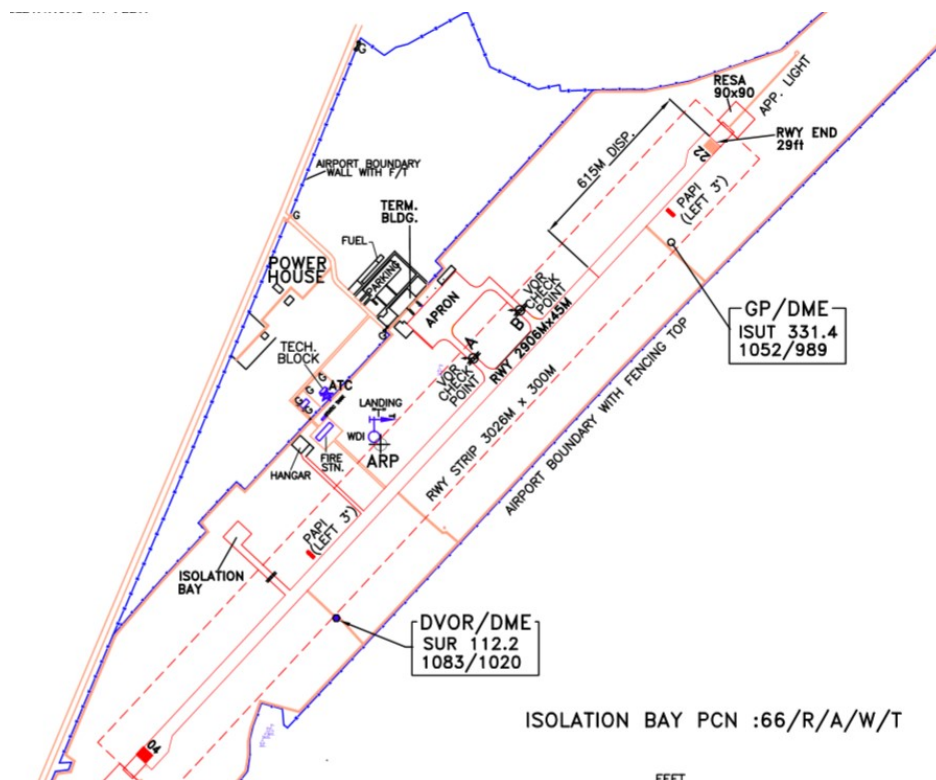 RESA
90x90
APP. LIGHT
RWY END
29ft
22
615M DISP.
PAPI
(LEFT 3°)
G
AIRPORT BOUNDARY
WALL WITH F/T
G
TERM.
BLDG.
FUEL
PARKING
POWER
HOUSE
APRON
VOR
CHECK
POINT
B
A
VOR
CHECK
POINT
RWY 2906Mx45M
GP/DME
ISUT 331.4
1052/989
TECH.
BLOCK
G
G
G
G
G
ATC
LANDING
"T"
WDI
ARP
FIRE
STN.
HANGAR
RWY STRIP 3026M x 300M
AIRPORT BOUNDARY WITH FENCING TOP
PAPI
(LEFT 3°)
ISOLATION
BAY
DVOR/DME
SUR 112.2
1083/1020
04
ISOLATION BAY PCN :66/R/A/W/T
FEET